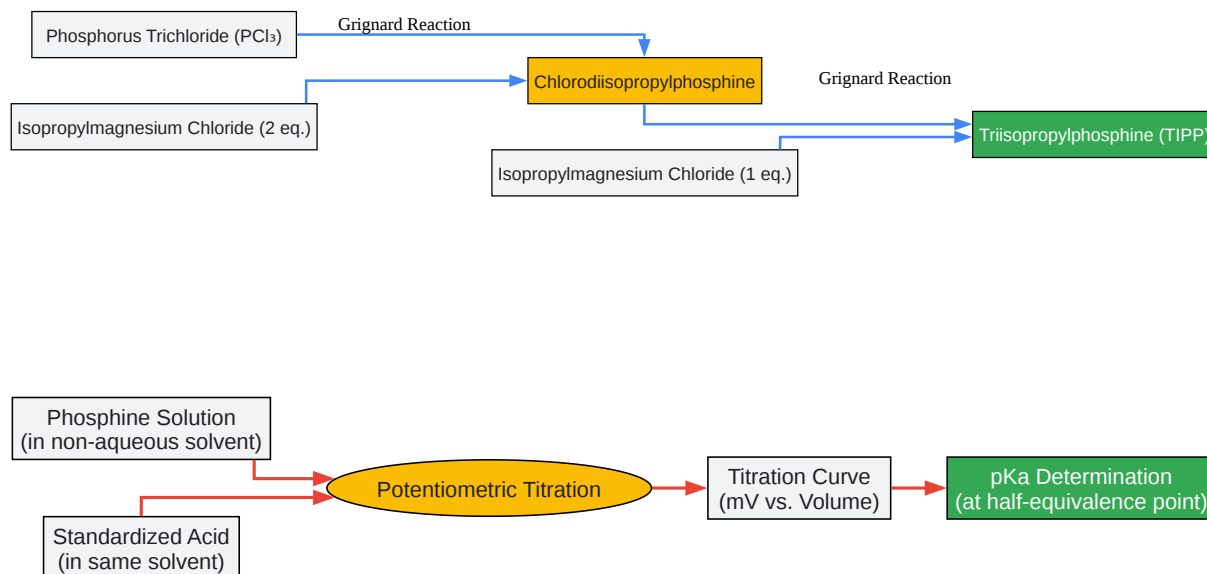 Phosphorus Trichloride (PCl₃)
Grignard Reaction
Chlorodiisopropylphosphine
Grignard Reaction
Isopropylmagnesium Chloride (2 eq.)
Triisopropylphosphine (TIPP)
Isopropylmagnesium Chloride (1 eq.)
Phosphine Solution
(in non-aqueous solvent)
Potentiometric Titration
Titration Curve
(mV vs. Volume)
pKa Determination
(at half-equivalence point)
Standardized Acid
(in same solvent)